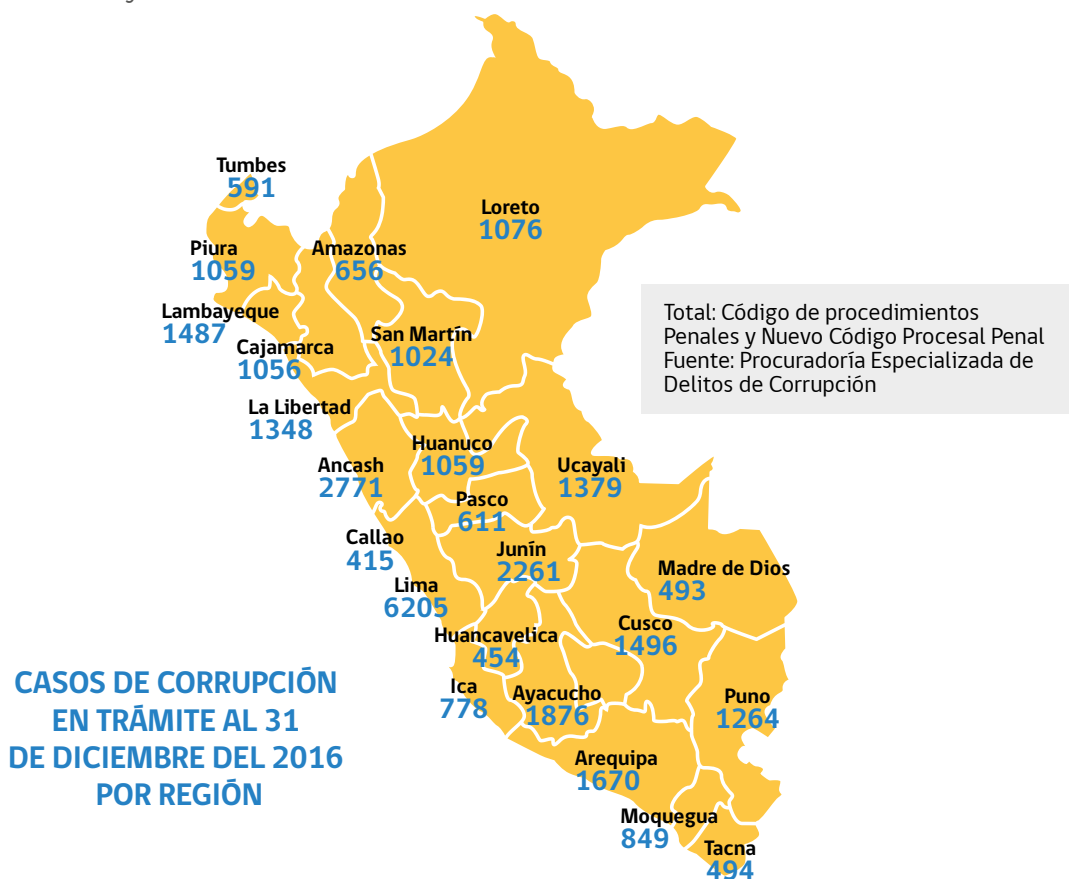 Tumbes
591
Loreto
1076
Piura
1059
Amazonas
656
Lambayeque
1487
San Martín
1024
Cajamarca
1056
Total: Código de procedimientos
Penales y Nuevo Código Procesal Penal
Fuente: Procuradoría Especializada de
Delitos de Corrupción
La Libertad
1348
Huanuco
1059
Ancash
2771
Ucayali
1379
Pasco
611
Callao
415
Junín
2261
Madre de Dios
493
Lima
6205
Cusco
1496
Huancavelica
454
Ica
778
Ayacucho
1876
Puno
1264
CASOS DE CORRUPCIÓN
EN TRÁMITE AL 31
DE DICIEMBRE DEL 2016
POR REGIÓN
Arequipa
1670
Moquegua
849
Tacna
494